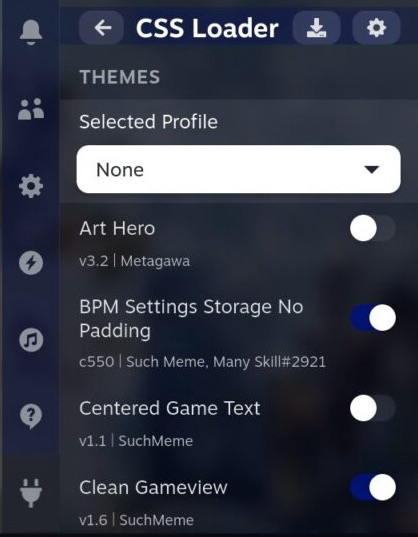 CSS Loader
THEMES
Selected Profile
None
Art Hero
v3.2 | Metagawa
BPM Settings Storage No
Padding
c550 | Such Meme, Many Skill#2921
Centered Game Text
v1.1 | SuchMeme
Clean Gameview
v1.6 | SuchMeme